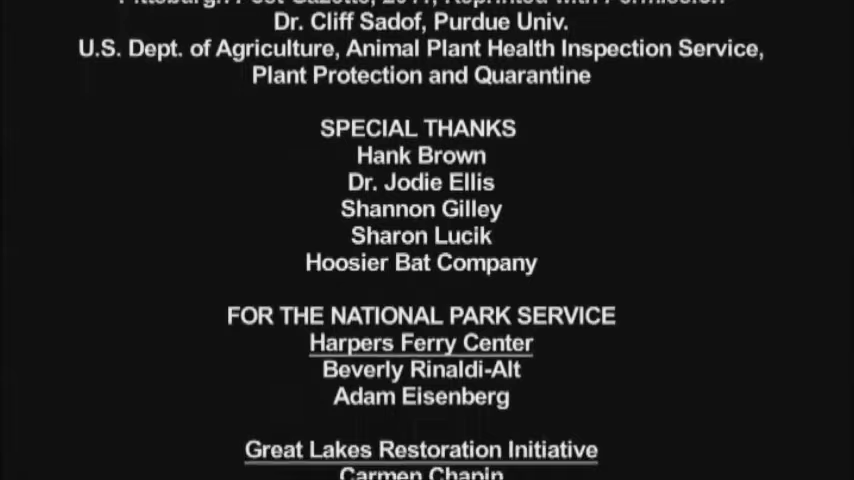 Pittsburgh Post-Gazette, 2011, Reprinted with Permission
Dr. Cliff Sadof, Purdue Univ.
U.S. Dept. of Agriculture, Animal Plant Health Inspection Service,
Plant Protection and Quarantine
SPECIAL THANKS
Hank Brown
Dr. Jodie Ellis
Shannon Gilley
Sharon Lucik
Hoosier Bat Company
FOR THE NATIONAL PARK SERVICE
Harpers Ferry Center
Beverly Rinaldi-Alt
Adam Eisenberg
Great Lakes Restoration Initiative
Carmen Chapin